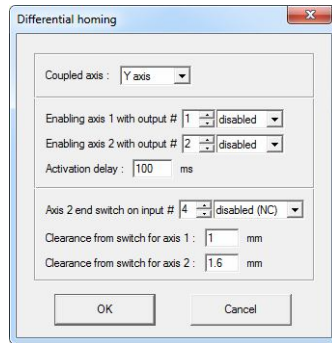 Differential homing
Coupled axis : Y axis
Enabling axis 1 with output # 1 disabled
Enabling axis 2 with output # 2 disabled
Activation delay : 100 ms
Axis 2 end switch on input # 4 disabled (NC)
Clearance from switch for axis 1 : 1 mm
Clearance from switch for axis 2 : 1.6 mm
OK Cancel